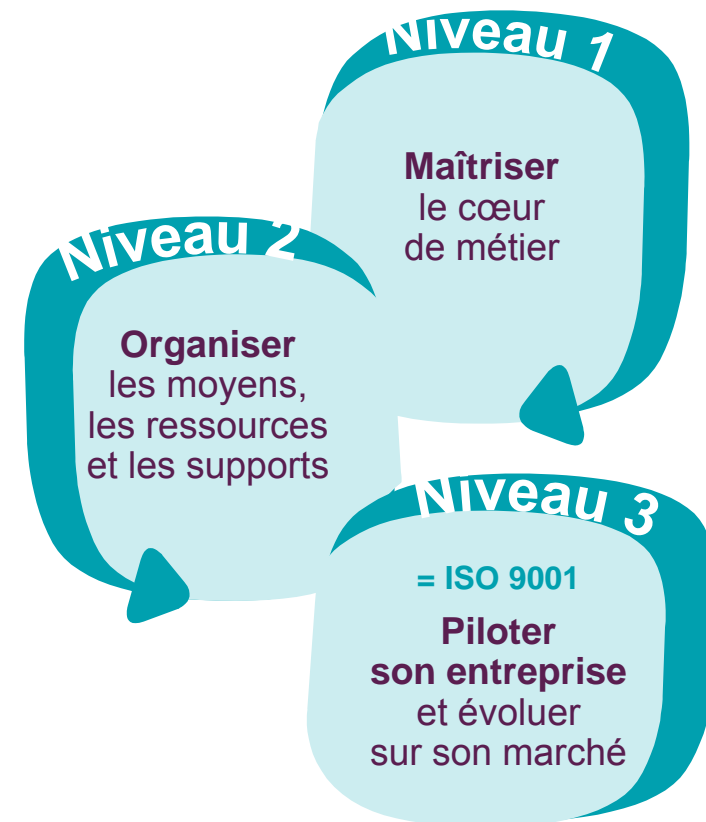 Niveau 1
Maîtriser
le cœur
de métier
Niveau 2
Organiser
les moyens,
les ressources
et les supports
Niveau 3
= ISO 9001
Piloter
son entreprise
et évoluer
sur son marché